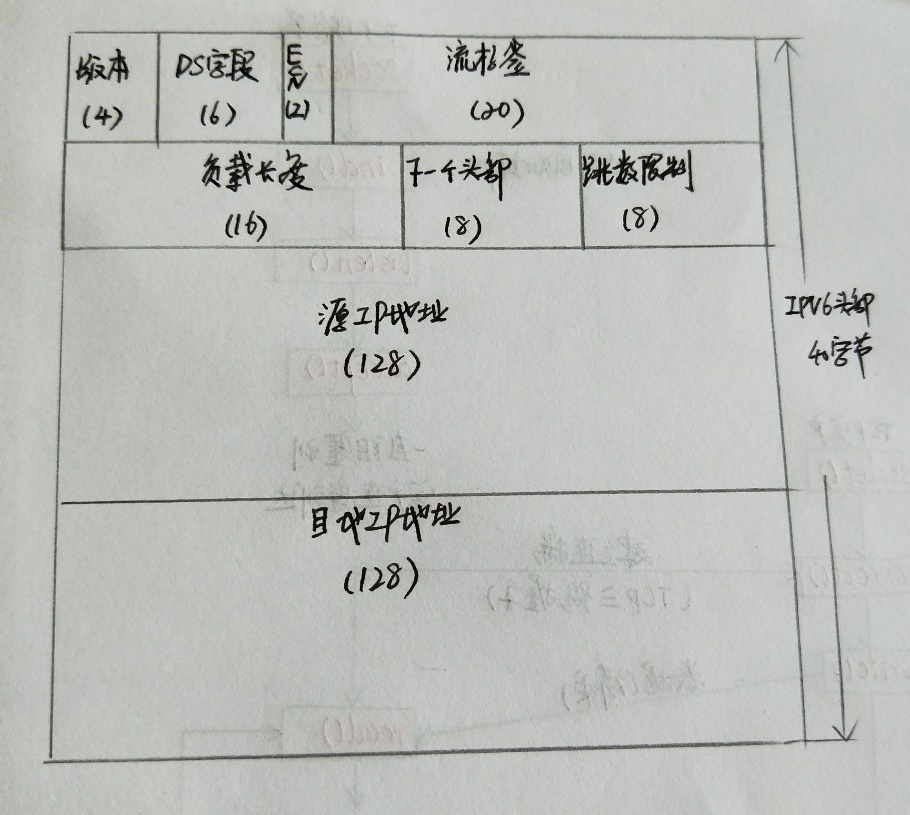 版本
(4)
DS字段
(6)
ECN
(2)
流标签
(20)
负载长度
(16)
下一个头部
(8)
跳数限制
(8)
源IP地址
(128)
目地IP地址
(128)
IPV6头部
40字节